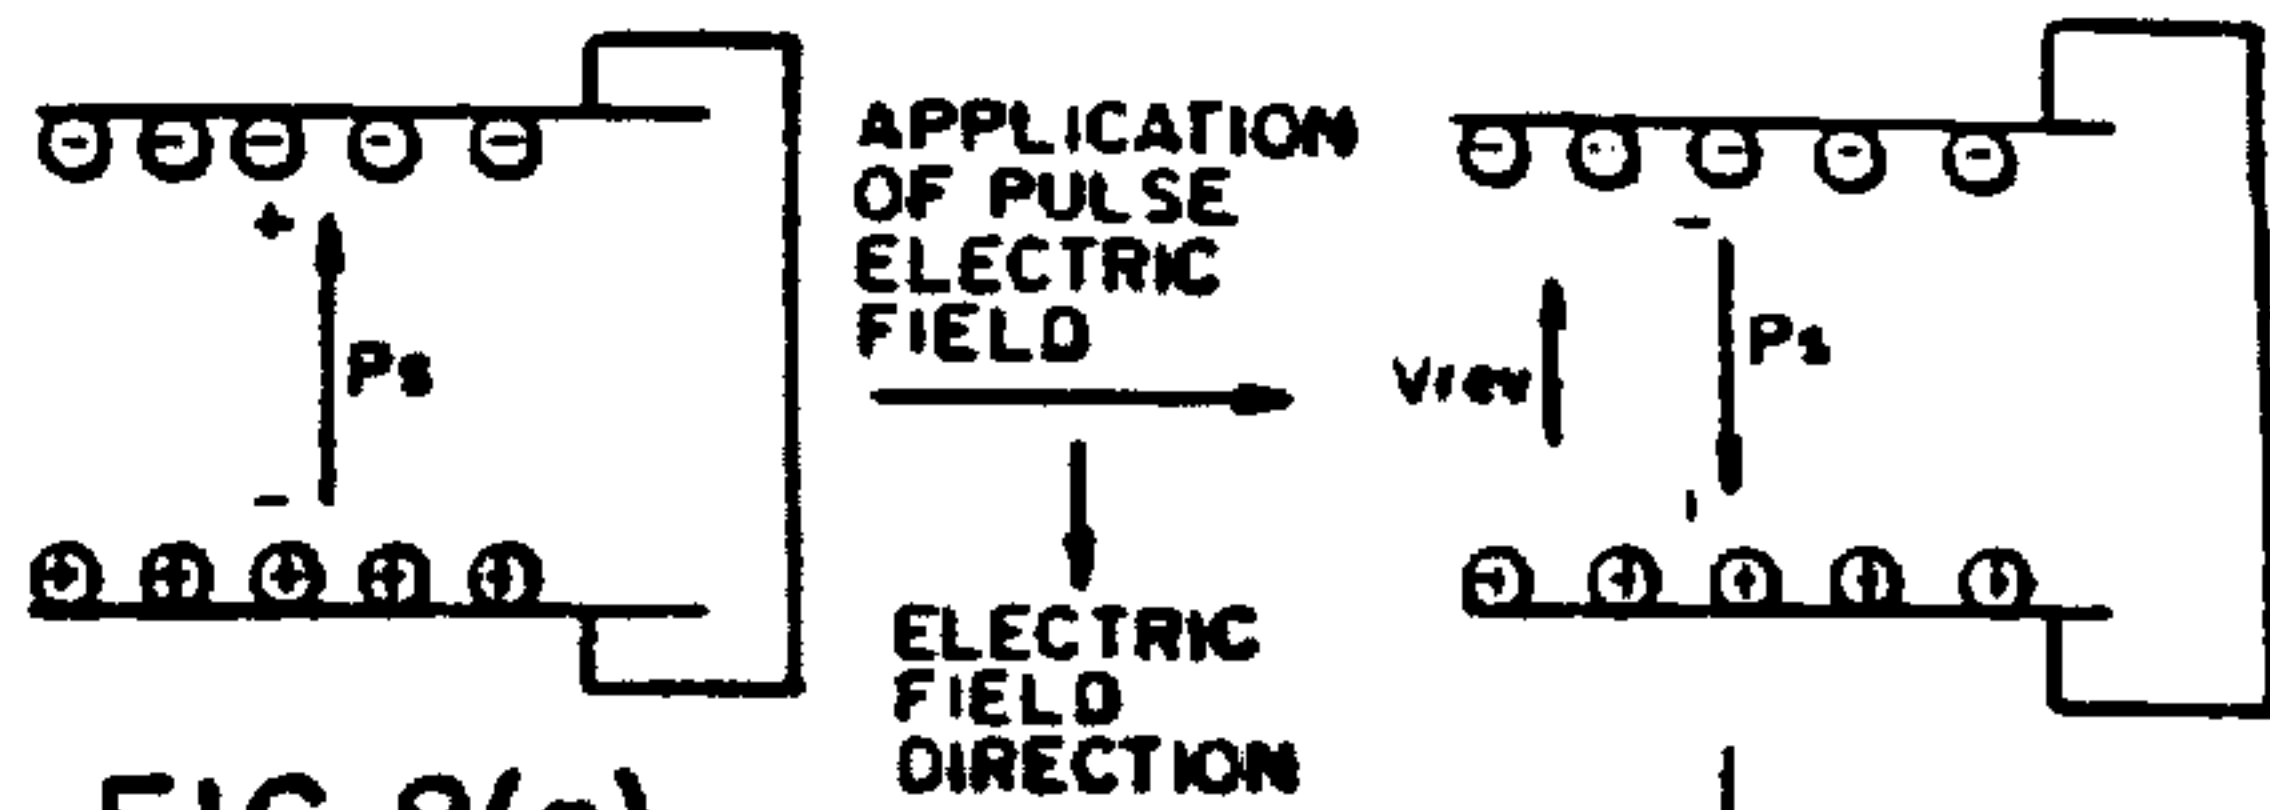 APPLICATION
OF PULSE
ELECTRIC
FIELD
+
Ps
-
-
Ps
Vrev
ELECTRIC
FIELD
DIRECTION